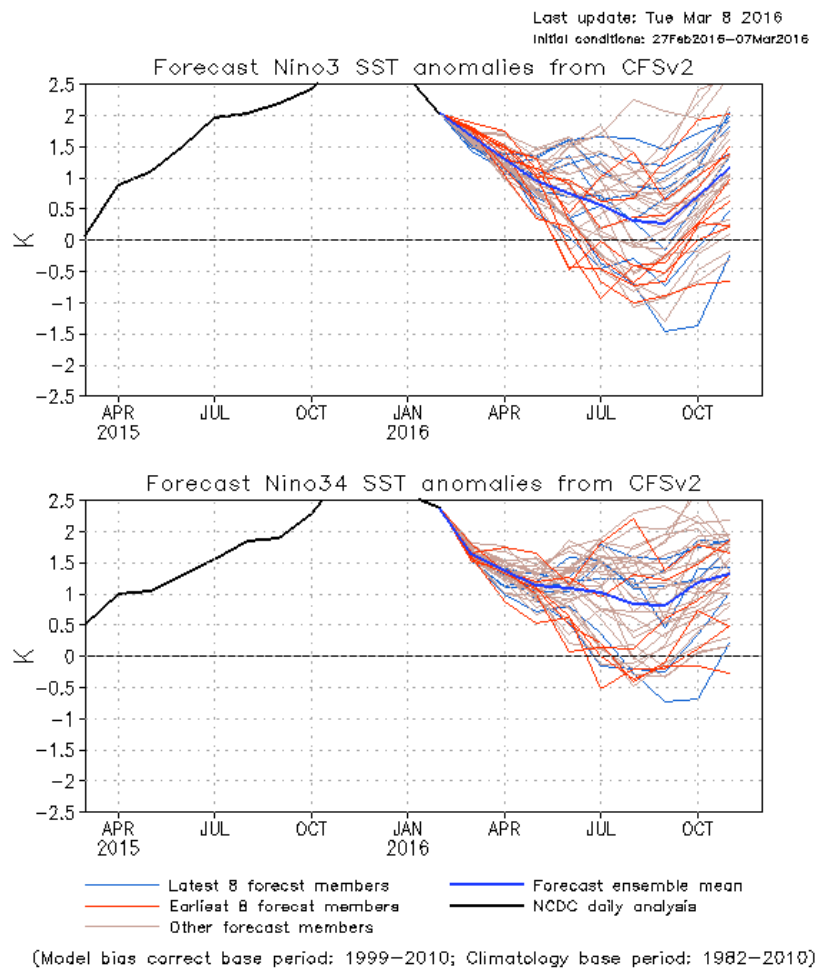 Last update: Tue Mar 8 2016
Initial conditions: 27Feb2016–07Mar2016
Forecast Nino3 SST anomalies from CFSv2
2.5
2
1.5
1
0.5
0
−0.5
−1
−1.5
−2
−2.5
K
APR JUL OCT JAN APR JUL OCT
2015 2016
Forecast Nino34 SST anomalies from CFSv2
2.5
2
1.5
1
0.5
0
−0.5
−1
−1.5
−2
−2.5
K
APR JUL OCT JAN APR JUL OCT
2015 2016
Latest 8 forecst members Forecast ensemble mean
Earliest 8 forecst members NCDC daily analysis
Other forecast members
(Model bias correct base period: 1999–2010; Climatology base period: 1982–2010)